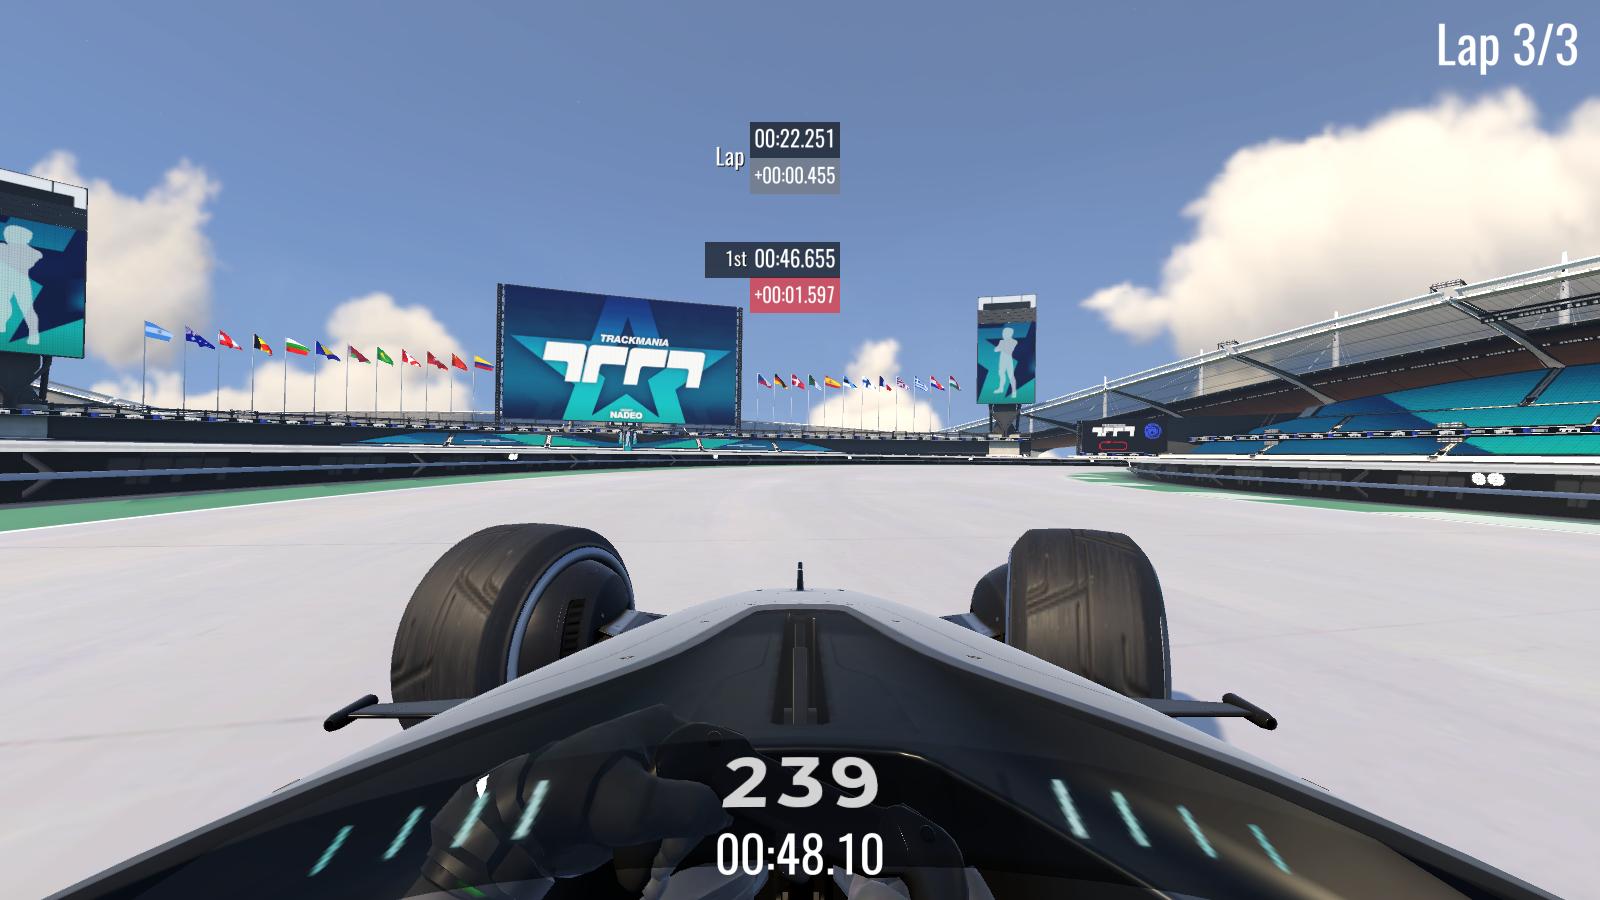 Lap 3/3
00:22.251
Lap
+00:00.455
1st 00:46.655
+00:01.597
TRACKMANIA
NADEO
239
00:48.10